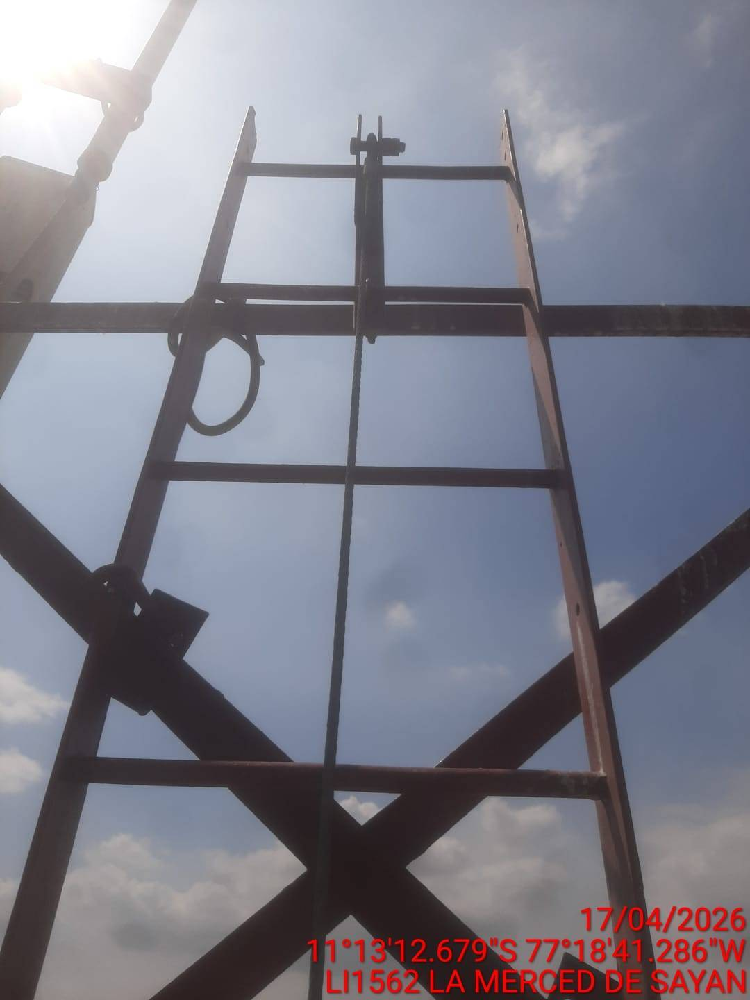 17/04/2026
11°13'12.679"S 77°18'41.286"W
LI1562 LA MERCED DE SAYAN